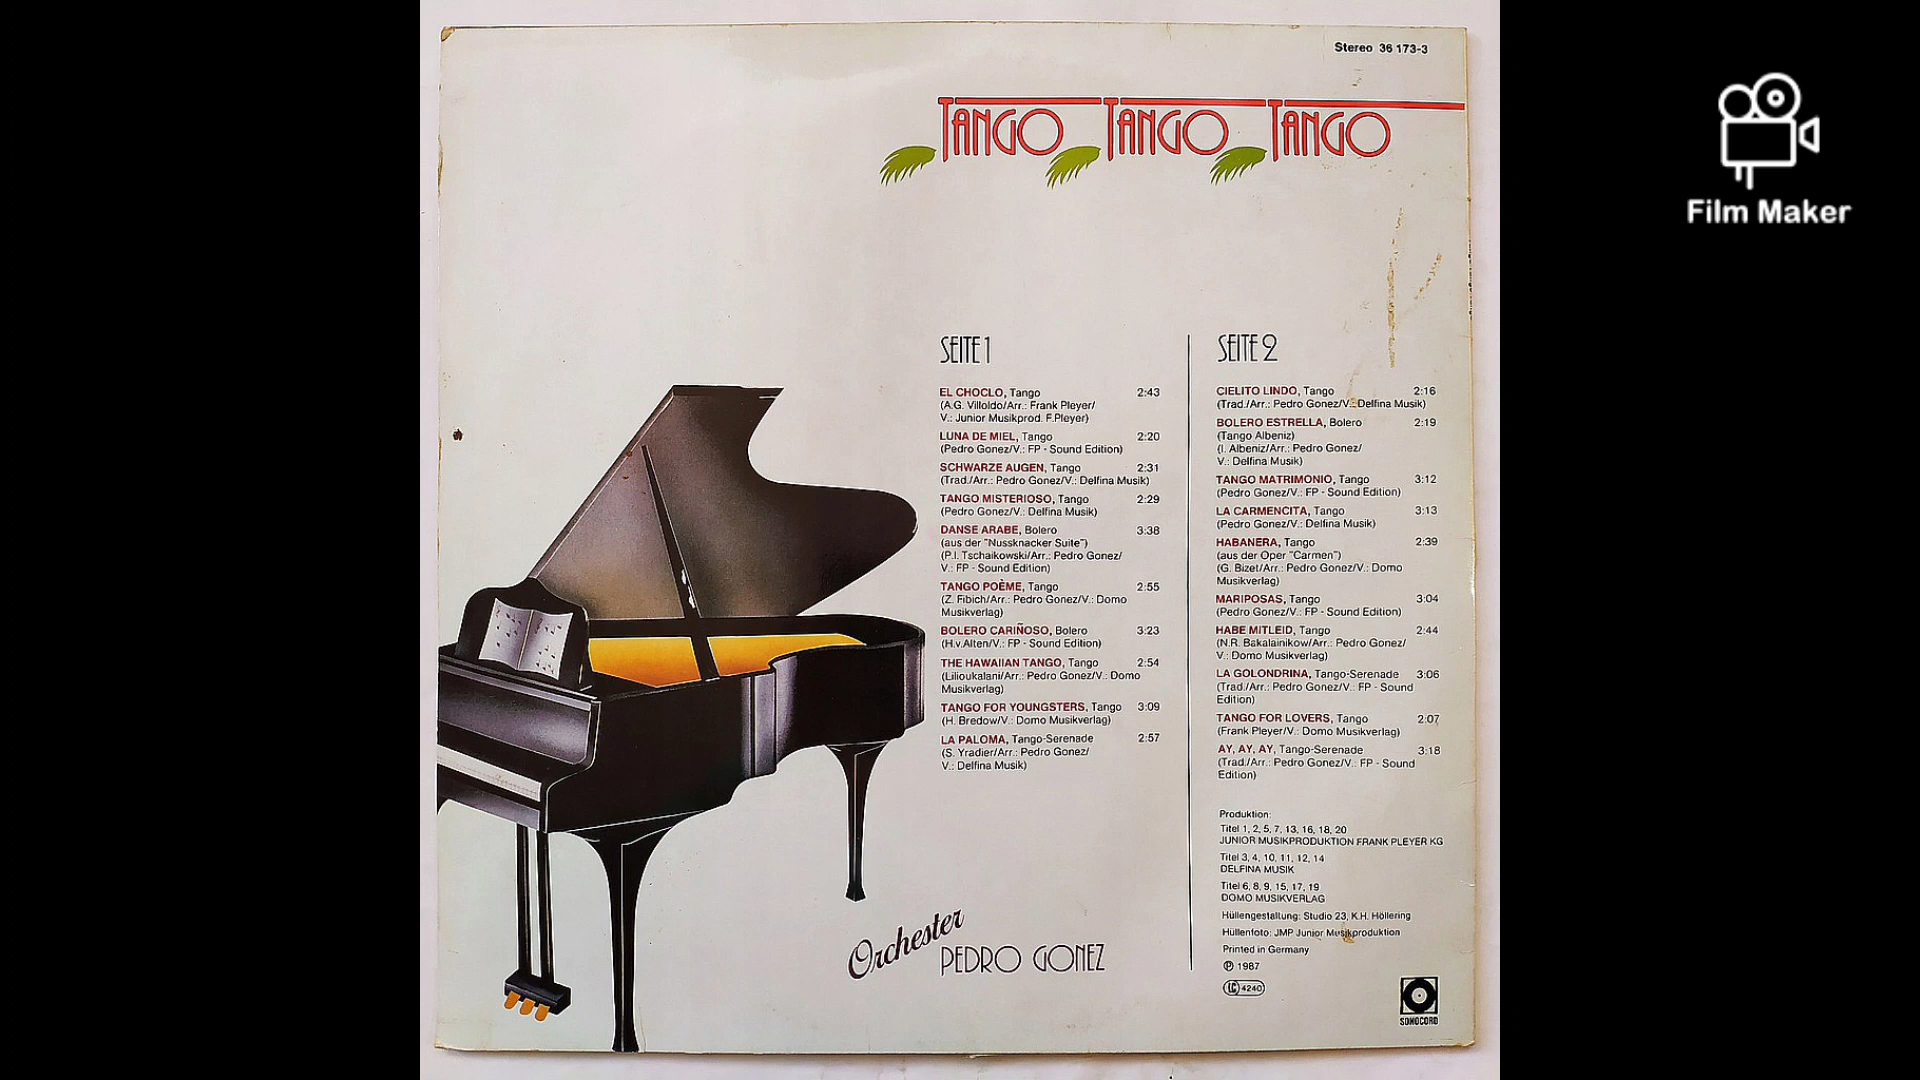 Stereo 36 173-3
TANGO TANGO TANGO
Film Maker
SEITE 1
EL CHOCLO, Tango 2:43
(A.G. Villoldo/Arr.: Frank Pleyer/
V.: Junior Musikprod. F.Pleyer)
LUNA DE MIEL, Tango 2:20
(Pedro Gonez/V.: FP - Sound Edition)
SCHWARZE AUGEN, Tango 2:31
(Trad./Arr.: Pedro Gonez/V.: Delfina Musik)
TANGO MISTERIOSO, Tango 2:29
(Pedro Gonez/V.: Delfina Musik)
DANSE ARABE, Bolero 3:38
(aus der "Nussknacker Suite")
(P.I. Tschaikowski/Arr.: Pedro Gonez/
V.: FP - Sound Edition)
TANGO POÈME, Tango 2:55
(Z. Fibich/Arr.: Pedro Gonez/V.: Domo
Musikverlag)
BOLERO CARIÑOSO, Bolero 3:23
(H.v.Alten/V.: FP - Sound Edition)
THE HAWAIIAN TANGO, Tango 2:54
(Lilioukalani/Arr.: Pedro Gonez/V.: Domo
Musikverlag)
TANGO FOR YOUNGSTERS, Tango 3:09
(H. Bredow/V.: Domo Musikverlag)
LA PALOMA, Tango-Serenade 2:57
(S. Yradier/Arr.: Pedro Gonez/
V.: Delfina Musik)
SEITE 2
CIELITO LINDO, Tango 2:16
(Trad./Arr.: Pedro Gonez/V.: Delfina Musik)
BOLERO ESTRELLA, Bolero 2:19
(Tango Albeniz)
(I. Albeniz/Arr.: Pedro Gonez/
V.: Delfina Musik)
TANGO MATRIMONIO, Tango 3:12
(Pedro Gonez/V.: FP - Sound Edition)
LA CARMENCITA, Tango 3:13
(Pedro Gonez/V.: Delfina Musik)
HABANERA, Tango 2:39
(aus der Oper "Carmen")
(G. Bizet/Arr.: Pedro Gonez/V.: Domo
Musikverlag)
MARIPOSAS, Tango 3:04
(Pedro Gonez/V.: FP - Sound Edition)
HABE MITLEID, Tango 2:44
(N.R. Bakalainikow/Arr.: Pedro Gonez/
V.: Domo Musikverlag)
LA GOLONDRINA, Tango-Serenade 3:06
(Trad./Arr.: Pedro Gonez/V.: FP - Sound
Edition)
TANGO FOR LOVERS, Tango 2:07
(Frank Pleyer/V.: Domo Musikverlag)
AY, AY, AY, Tango-Serenade 3:18
(Trad./Arr.: Pedro Gonez/V.: FP - Sound
Edition)
Produktion:
Titel 1, 2, 5, 7, 13, 16, 18, 20
JUNIOR MUSIKPRODUKTION FRANK PLEYER KG
Titel 3, 4, 10, 11, 12, 14
DELFINA MUSIK
Titel 6, 8, 9, 15, 17, 19
DOMO MUSIKVERLAG
Hüllengestaltung: Studio 23, K.H. Höllering
Hüllenfoto: JMP Junior Musikproduktion
Printed in Germany
℗ 1987
LC 4240
Orchester
PEDRO GONEZ
SONOCORD